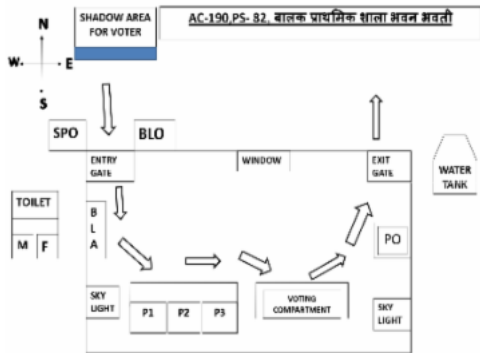 SHADOW AREA
FOR VOTER
AC-190,PS- 82, बालक प्राथमिक शाला भवन भवती
N
W
E
S
SPO
BLO
ENTRY
GATE
WINDOW
EXIT
GATE
WATER
TANK
TOILET
M
F
B
L
A
PO
SKY
LIGHT
P1
P2
P3
VOTING
COMPARTMENT
SKY
LIGHT